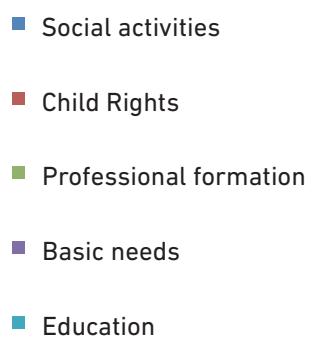 Social activities
Child Rights
Professional formation
Basic needs
Education